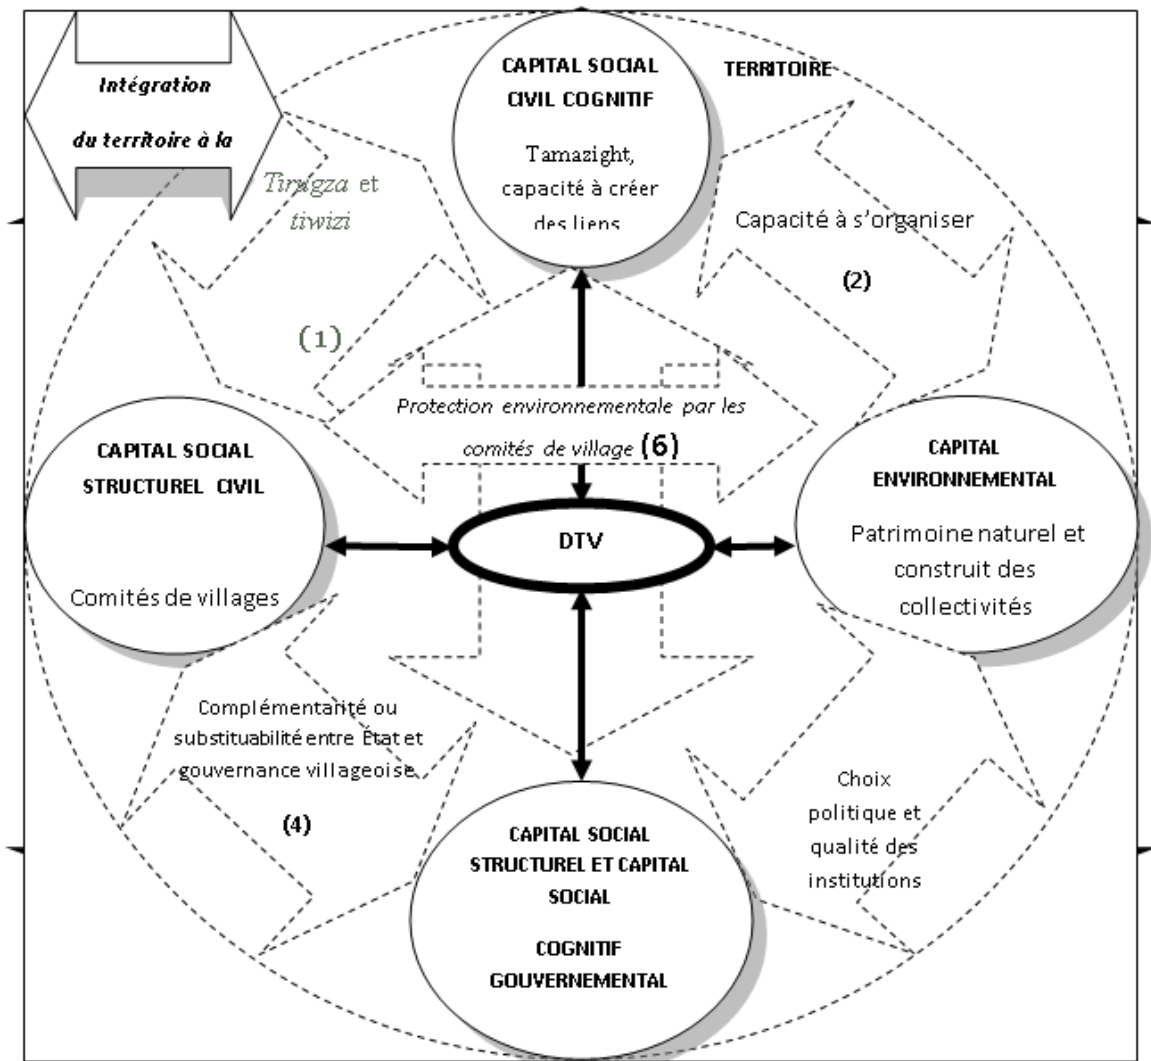 Intégration
du territoire à la
CAPITAL SOCIAL
CIVIL COGNITIF
Tamazight,
capacité à créer
des liens
TERRITOIRE
Tirugza et
tiwizi
(1)
Capacité à s’organiser
(2)
Protection environnementale par les
comités de village (6)
CAPITAL SOCIAL
STRUCTUREL CIVIL
Comités de villages
DTV
CAPITAL
ENVIRONNEMENTAL
Patrimoine naturel et
construit des
collectivités
Complémentarité ou
substituabilité entre État et
gouvernance villageoise
(4)
Choix
politique et
qualité des
institutions
CAPITAL SOCIAL
STRUCTUREL ET CAPITAL
SOCIAL
COGNITIF
GOUVERNEMENTAL